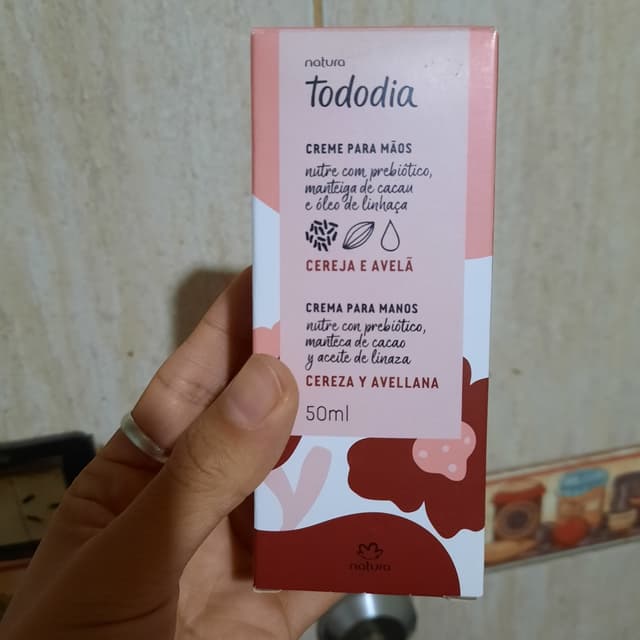 natura
tododia
CREME PARA MÃOS
nutre com prebiótico,
manteiga de cacau
e óleo de linhaça
CEREJA E AVELÃ
CREMA PARA MANOS
nutre con prebiótico,
manteca de cacao
y aceite de linaza
CEREZA Y AVELLANA
50ml
natura